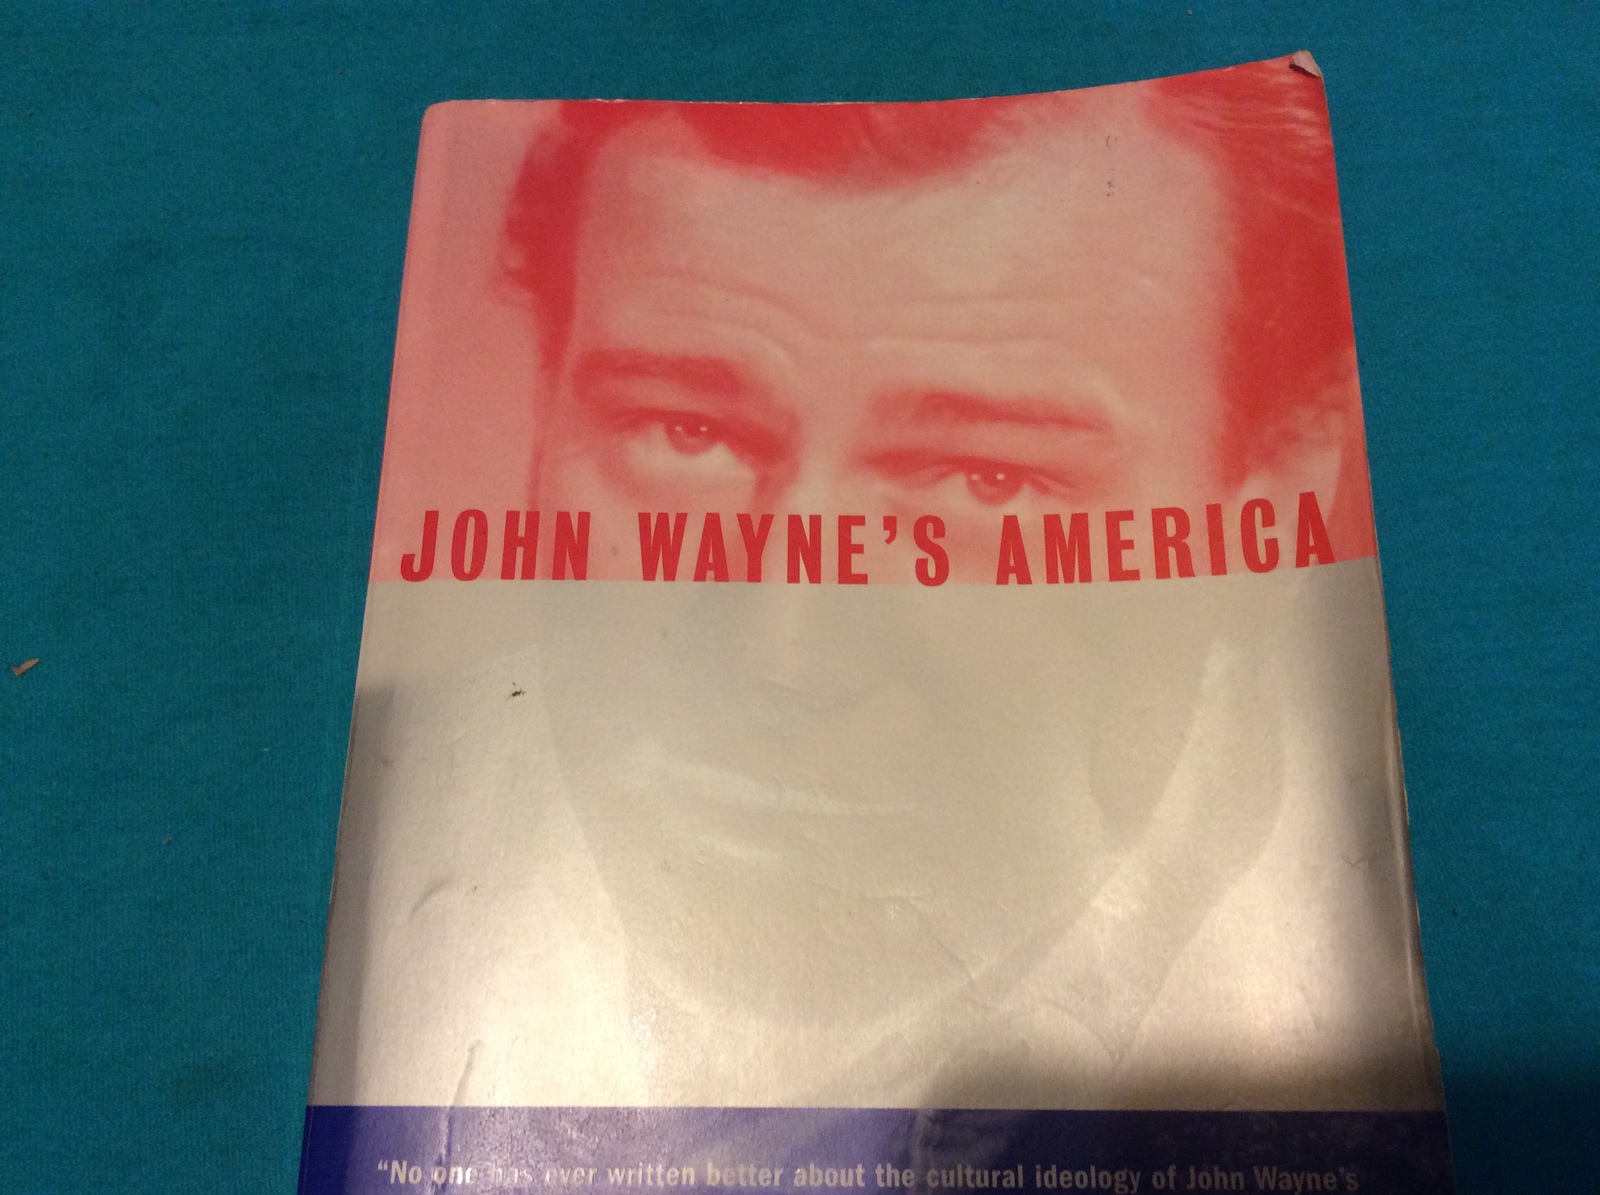 JOHN WAYNE'S AMERICA
“No one has ever written better about the cultural ideology of John Wayne's